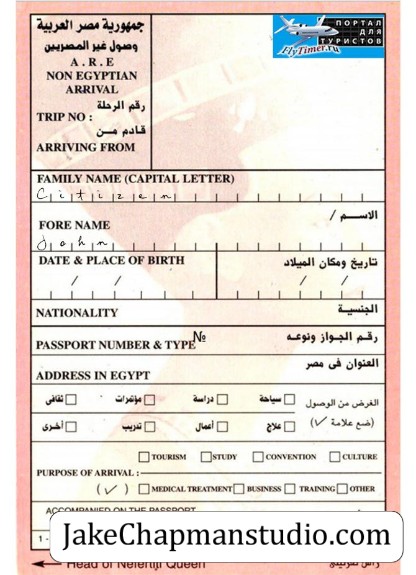 جمهورية مصر العربية
وصول غير المصريين
A . R . E
NON EGYPTIAN
ARRIVAL
رقم الرحلة
TRIP NO :
قادم من
ARRIVING FROM
ПОРТАЛ
ДЛЯ
ТУРИСТОВ
FlyTimer.ru
FAMILY NAME (CAPITAL LETTER)
Citizen
الاسم /
FORE NAME
John
DATE & PLACE OF BIRTH تاريخ ومكان الميلاد
/ / / /
NATIONALITY الجنسية
PASSPORT NUMBER & TYPE № رقم الجواز ونوعه
العنوان فى مصر
ADDRESS IN EGYPT
الغرض من الوصول سياحة دراسة مؤتمرات ثقافى
(ضع علامة ✓) علاج أعمال تدريب أخرى
TOURISM STUDY CONVENTION CULTURE
PURPOSE OF ARRIVAL :
( ✓ ) MEDICAL TREATMENT BUSINESS TRAINING OTHER
ACCOMPANIED ON THE PASSPORT
1 -
JakeChapmanstudio.com
Head of Nefertiti Queen